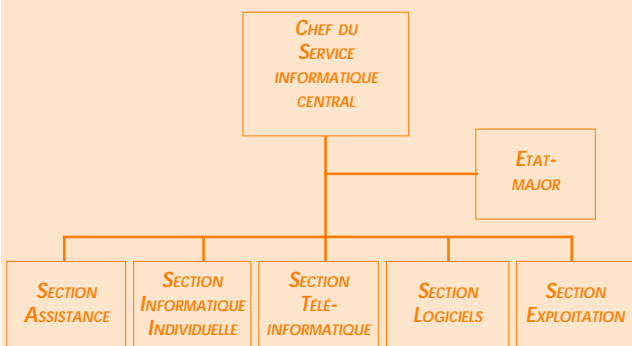 CHEF DU
SERVICE
INFORMATIQUE
CENTRAL
ETAT-
MAJOR
SECTION
ASSISTANCE
SECTION
INFORMATIQUE
INDIVIDUELLE
SECTION
TÉLÉ-
INFORMATIQUE
SECTION
LOGICIELS
SECTION
EXPLOITATION